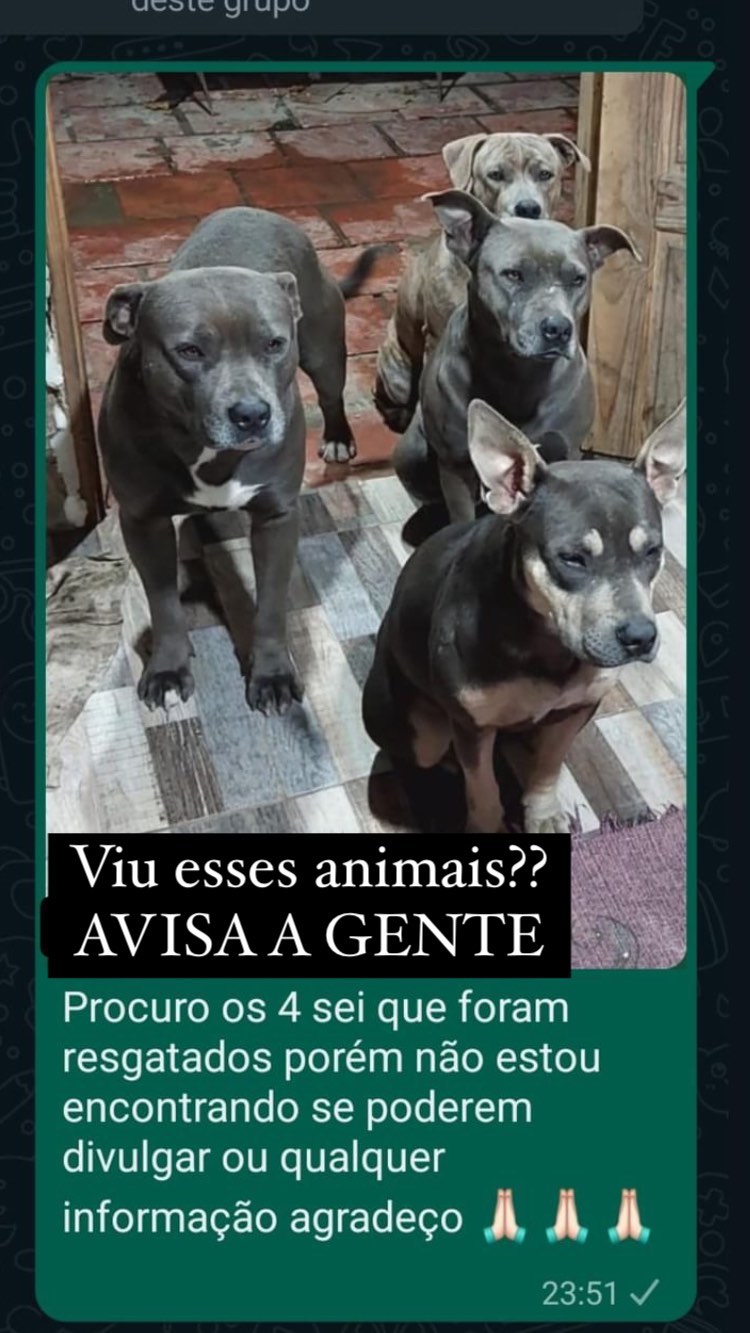 deste grupo
Viu esses animais??
AVISA A GENTE
Procuro os 4 sei que foram
resgatados porém não estou
encontrando se poderem
divulgar ou qualquer
informação agradeço 🙏🏻 🙏🏻 🙏🏻
23:51 ✓